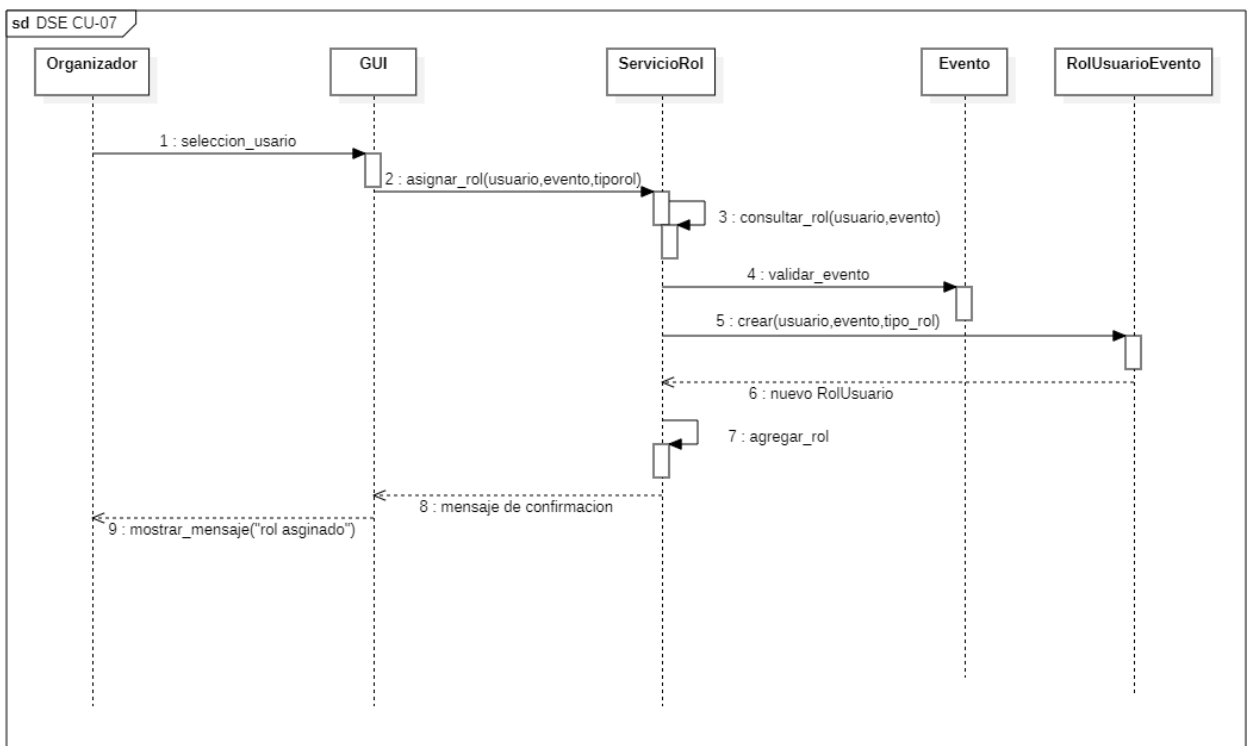 sd DSE CU-07
Organizador
GUI
ServicioRol
Evento
RolUsuarioEvento
1 : seleccion_usario
2 : asignar_rol(usuario,evento,tiporol)
3 : consultar_rol(usuario,evento)
4 : validar_evento
5 : crear(usuario,evento,tipo_rol)
6 : nuevo RolUsuario
7 : agregar_rol
8 : mensaje de confirmacion
9 : mostrar_mensaje("rol asginado")